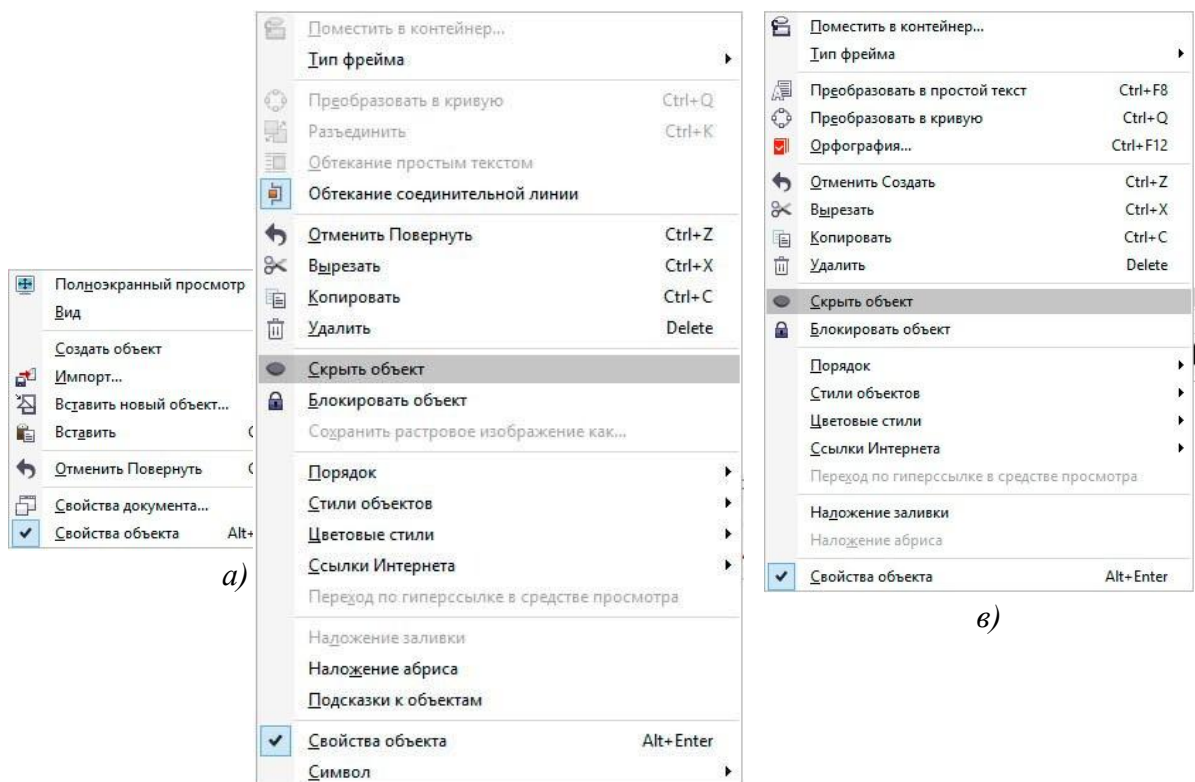 Полноэкранный просмотр
Вид
Создать объект
Импорт...
Вставить новый объект...
Вставить
Отменить Повернуть
Свойства документа...
Свойства объекта Alt+
а)
Поместить в контейнер...
Тип фрейма
Преобразовать в кривую Ctrl+Q
Разъединить Ctrl+K
Обтекание простым текстом
Обтекание соединительной линии
Отменить Повернуть Ctrl+Z
Вырезать Ctrl+X
Копировать Ctrl+C
Удалить Delete
Скрыть объект
Блокировать объект
Сохранить растровое изображение как...
Порядок
Стили объектов
Цветовые стили
Ссылки Интернета
Переход по гиперссылке в средстве просмотра
Наложение заливки
Наложение абриса
Подсказки к объектам
Свойства объекта Alt+Enter
Символ
Поместить в контейнер...
Тип фрейма
Преобразовать в простой текст Ctrl+F8
Преобразовать в кривую Ctrl+Q
Орфография... Ctrl+F12
Отменить Создать Ctrl+Z
Вырезать Ctrl+X
Копировать Ctrl+C
Удалить Delete
Скрыть объект
Блокировать объект
Порядок
Стили объектов
Цветовые стили
Ссылки Интернета
Переход по гиперссылке в средстве просмотра
Наложение заливки
Наложение абриса
Свойства объекта Alt+Enter
в)